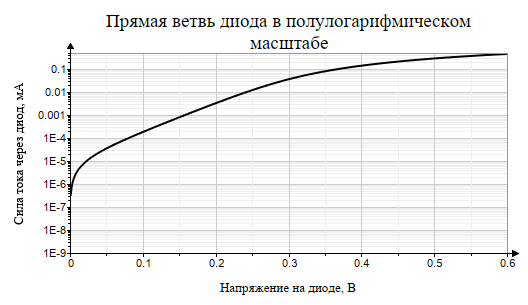 Прямая ветвь диода в полулогарифмическом
масштабе
Сила тока через диод, мА
0.1
0.01
0.001
1E-4
1E-5
1E-6
1E-7
1E-8
1E-9
0
0.1
0.2
0.3
0.4
0.5
0.6
Напряжение на диоде, В